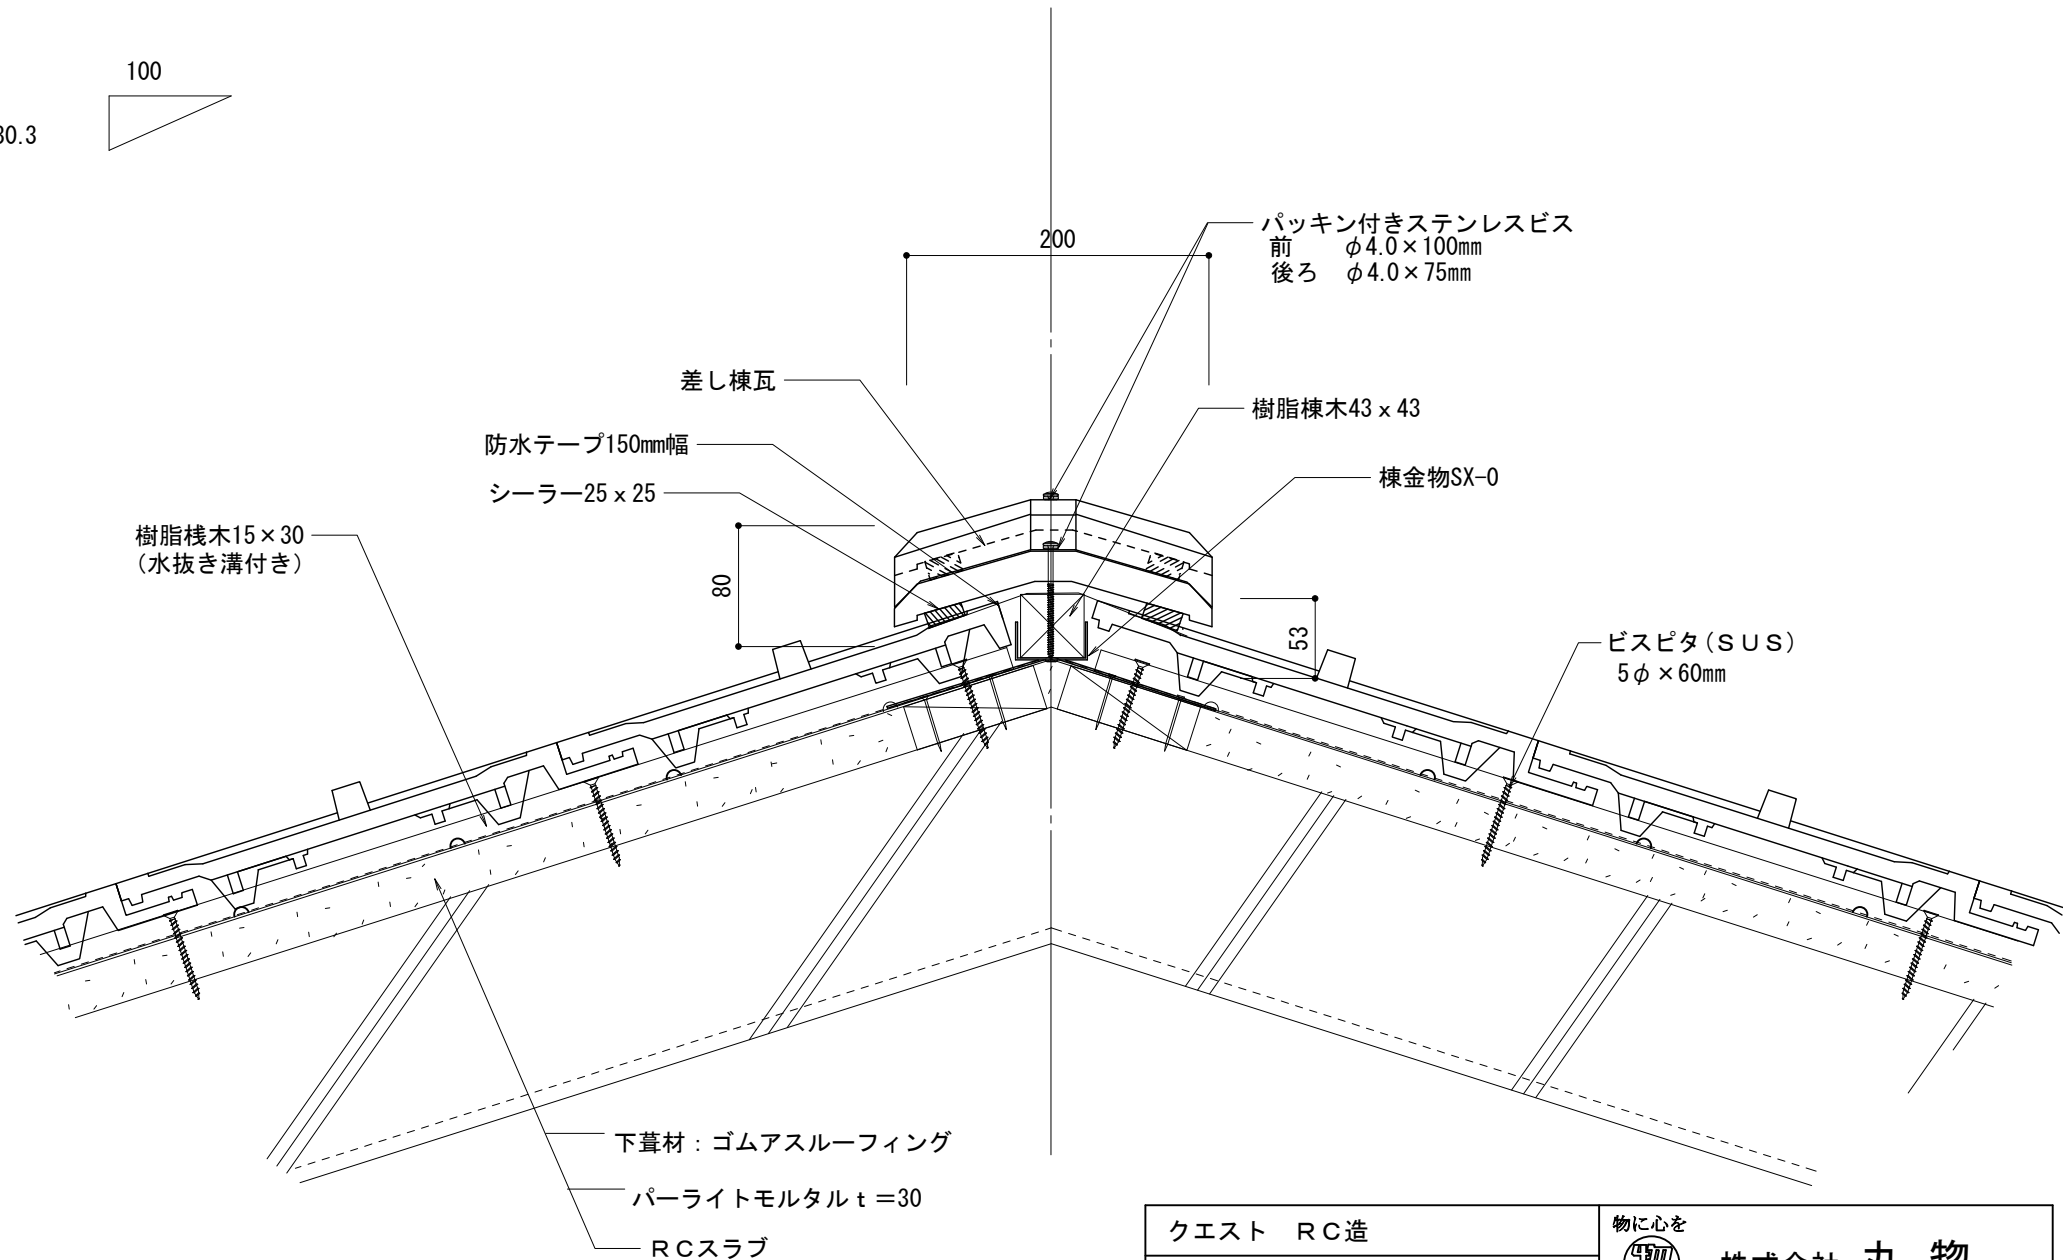 100
30.3
パッキン付きステンレスビス
前　　φ4.0×100mm
後ろ　φ4.0×75mm
200
差し棟瓦
樹脂棟木43ｘ43
防水テープ150mm幅
棟金物SX-0
シーラー25ｘ25
樹脂桟木15×30
（水抜き溝付き）
80
53
ビスピタ(ＳＵＳ)
5φ×60mm
下葺材：ゴムアスルーフィング
パーライトモルタルｔ＝30
ＲＣスラブ
クエスト　ＲＣ造
物に心を
株式会社 丸 惣